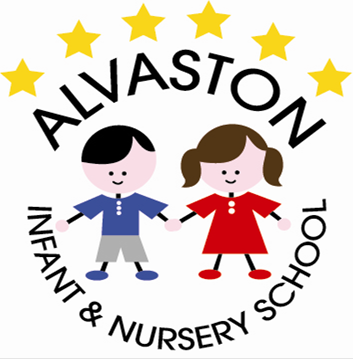 ALVASTON
INFANT & NURSERY SCHOOL